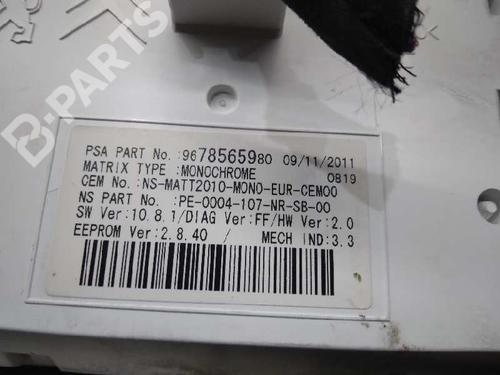 B-PARTS
PSA PART No.:9678565980 09/11/2011
MATRIX TYPE :MONOCHROME 0819
CEM No.:NS-MATT2010-MONO-EUR-CEM00
NS PART No. :PE-0004-107-NR-SB-00
SW Ver:10.8.1/DIAG Ver:FF/HW Ver:2.0
EEPROM Ver:2.8.40 / MECH IND:3.3